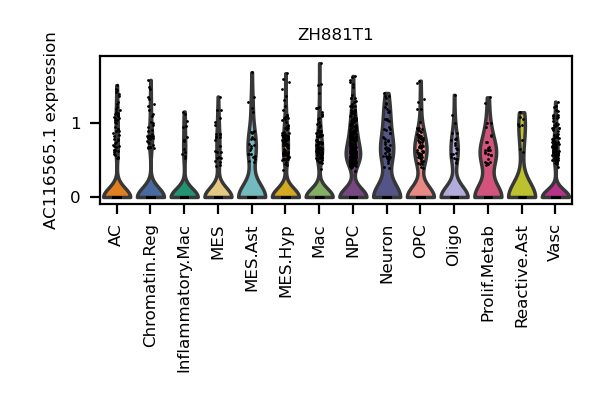 ZH881T1
AC116565.1 expression
1
0
AC
Chromatin.Reg
Inflammatory.Mac
MES
MES.Ast
MES.Hyp
Mac
NPC
Neuron
OPC
Oligo
Prolif.Metab
Reactive.Ast
Vasc